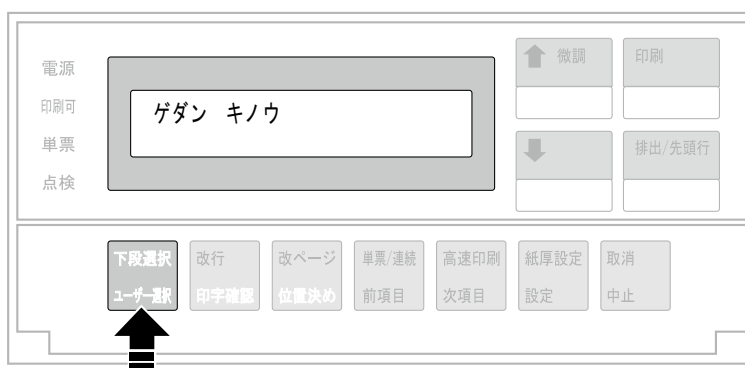 電源
印刷可
単票
点検
ゲダン キノウ
微調
印刷
排出/先頭行
下段選択
改行
改ページ
単票/連続
高速印刷
紙厚設定
取消
ユーザー選択
印字確認
位置決め
前項目
次項目
設定
中止